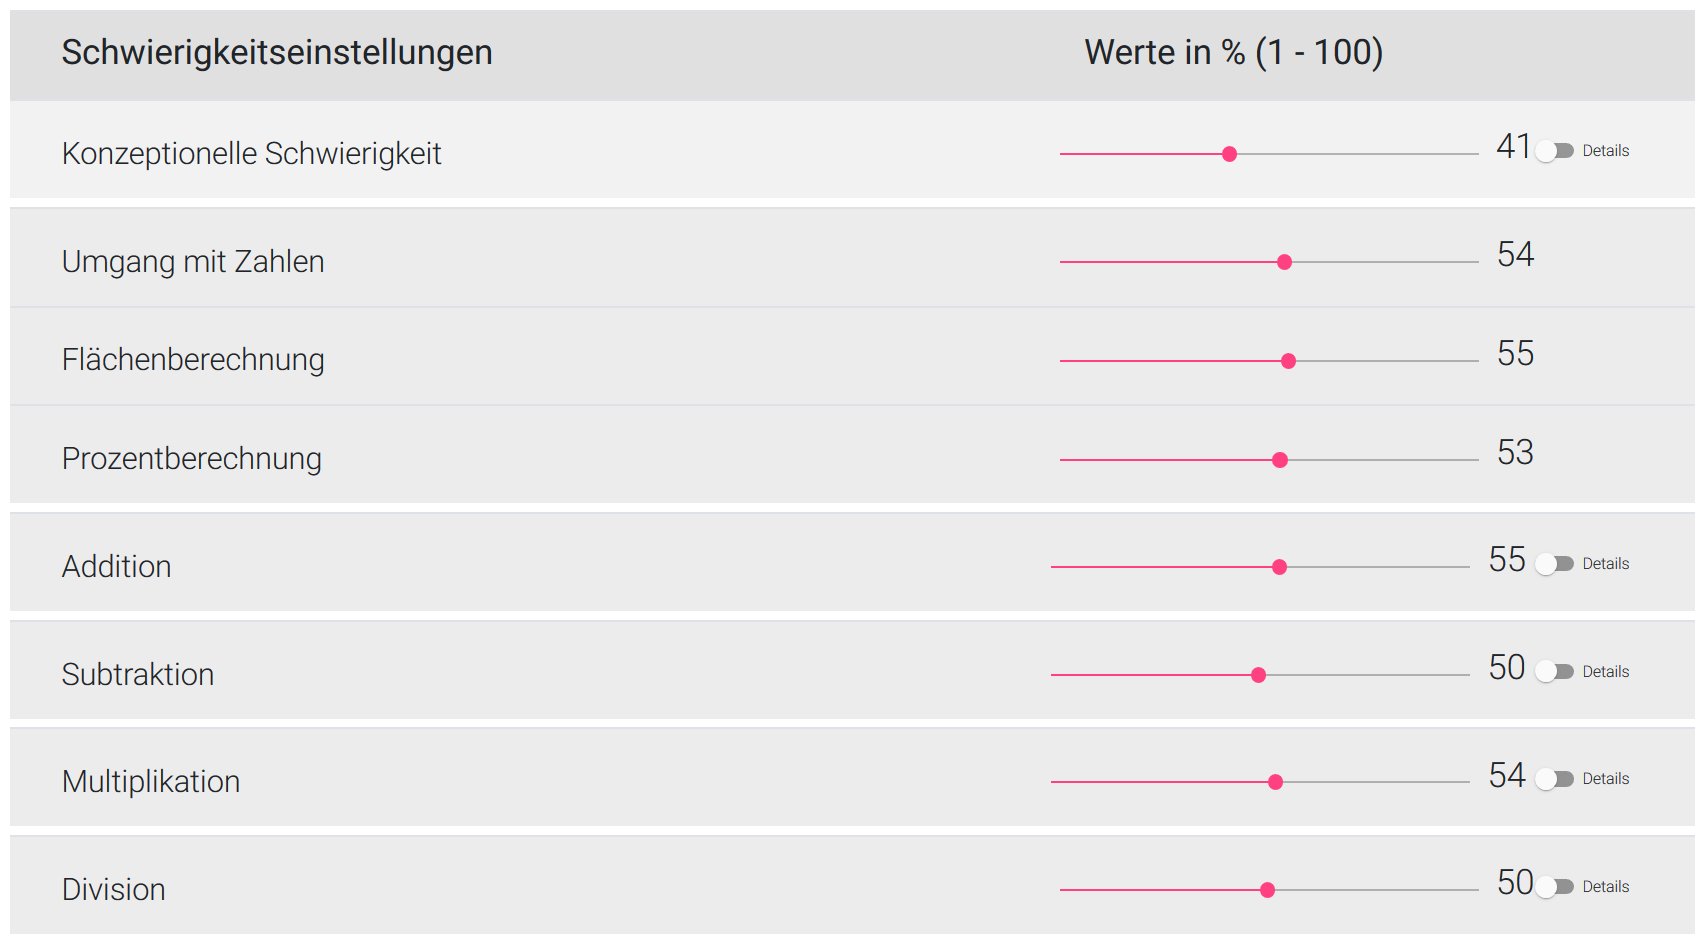 Schwierigkeitseinstellungen Werte in % (1 - 100)
Konzeptionelle Schwierigkeit 41 Details
Umgang mit Zahlen 54
Flächenberechnung 55
Prozentberechnung 53
Addition 55 Details
Subtraktion 50 Details
Multiplikation 54 Details
Division 50 Details